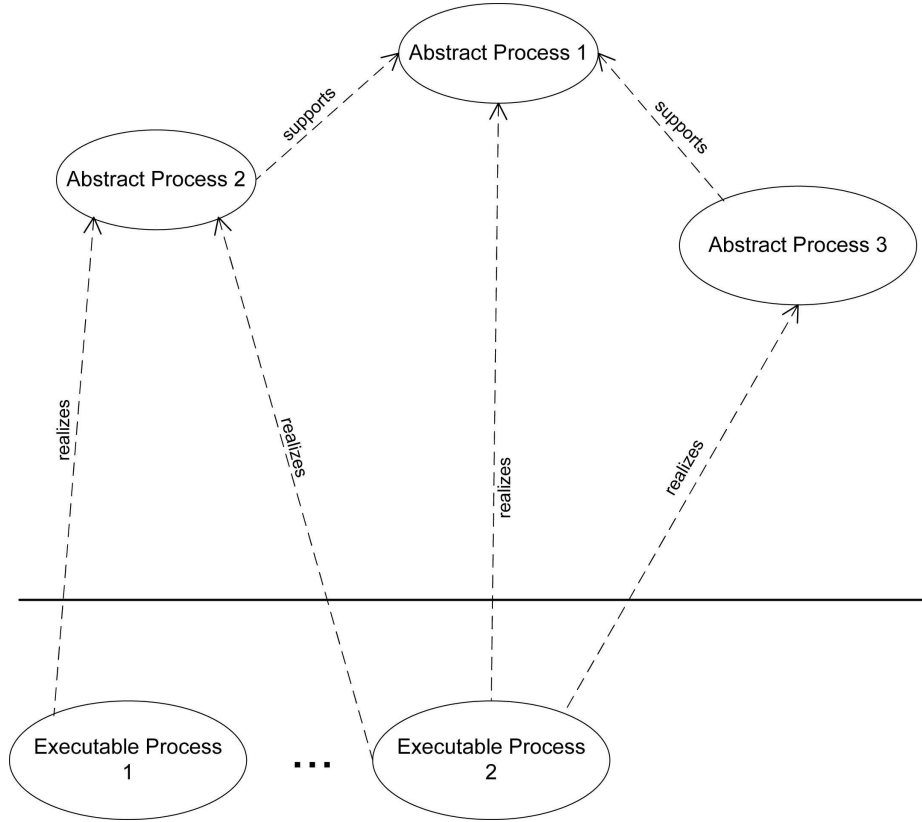 Abstract Process 1
supports
supports
Abstract Process 2
Abstract Process 3
realizes
realizes
realizes
realizes
Executable Process
1
...
Executable Process
2